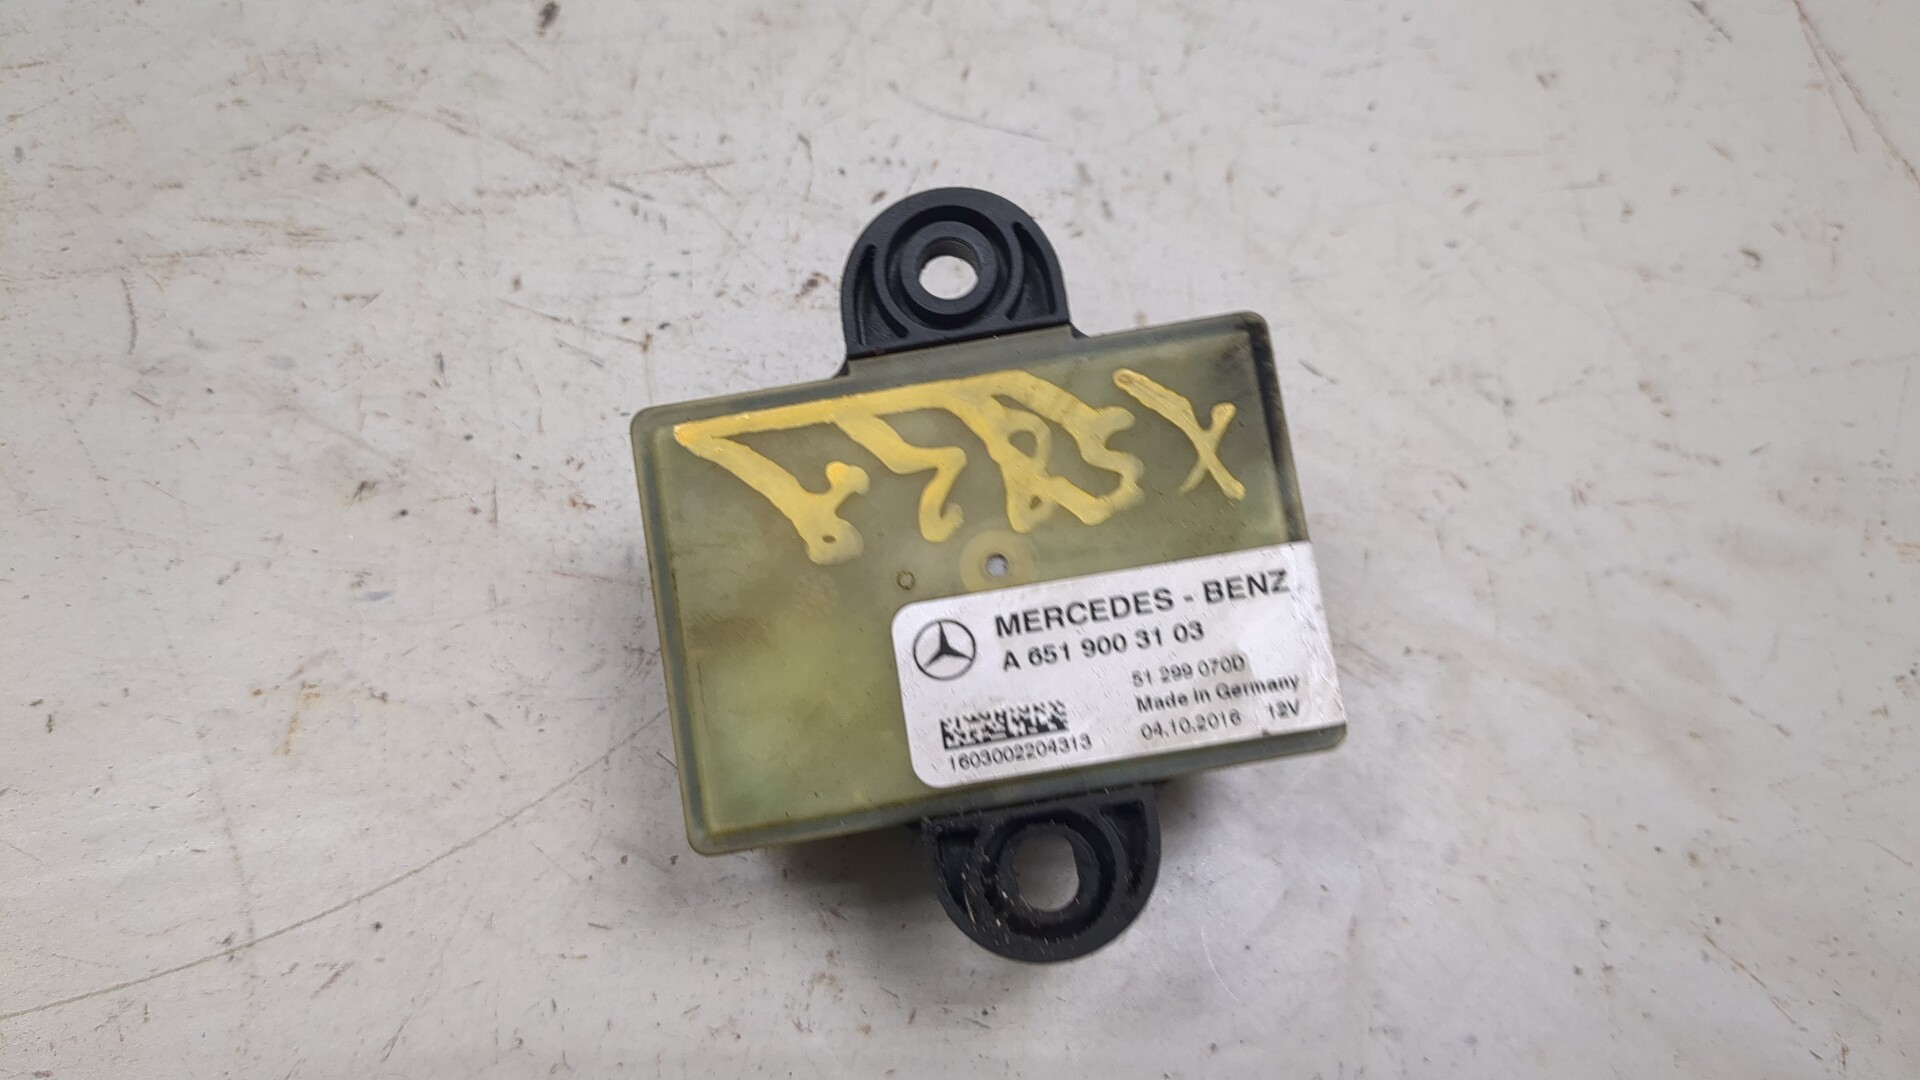 MERCEDES - BENZ
A 651 900 31 03
51 299 070D
Made in Germany
04.10.2016 12V
1603002204313